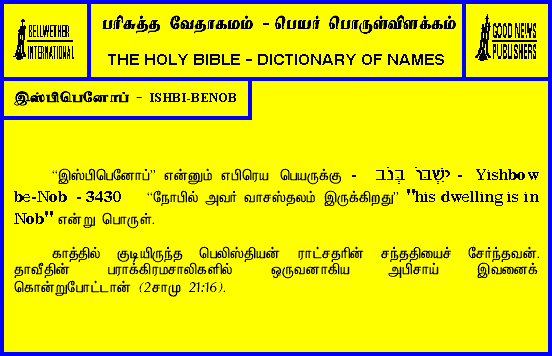 BELLWETHER
INTERNATIONAL
பரிசுத்த வேதாகமம் - பெயர் பொருள்விளக்கம்
THE HOLY BIBLE - DICTIONARY OF NAMES
GOOD NEWS
PUBLISHERS
இஸ்பிபெனோப் - ISHBI-BENOB
“இஸ்பிபெனோப்” என்னும் எபிரெய பெயருக்கு - יִשְׁבּוֹ בְּנֹב - Yishbow
be-Nob - 3430 “நோபில் அவர் வாசஸ்தலம் இருக்கிறது” "his dwelling is in
Nob" என்று பொருள்.
காத்தில் குடியிருந்த பெலிஸ்தியன் ராட்சதரின் சந்ததியைச் சேர்ந்தவன்.
தாவீதின் பராக்கிரமசாலிகளில் ஒருவனாகிய அபிசாய் இவனைக்
கொன்றுபோட்டான் (2சாமு 21:16).